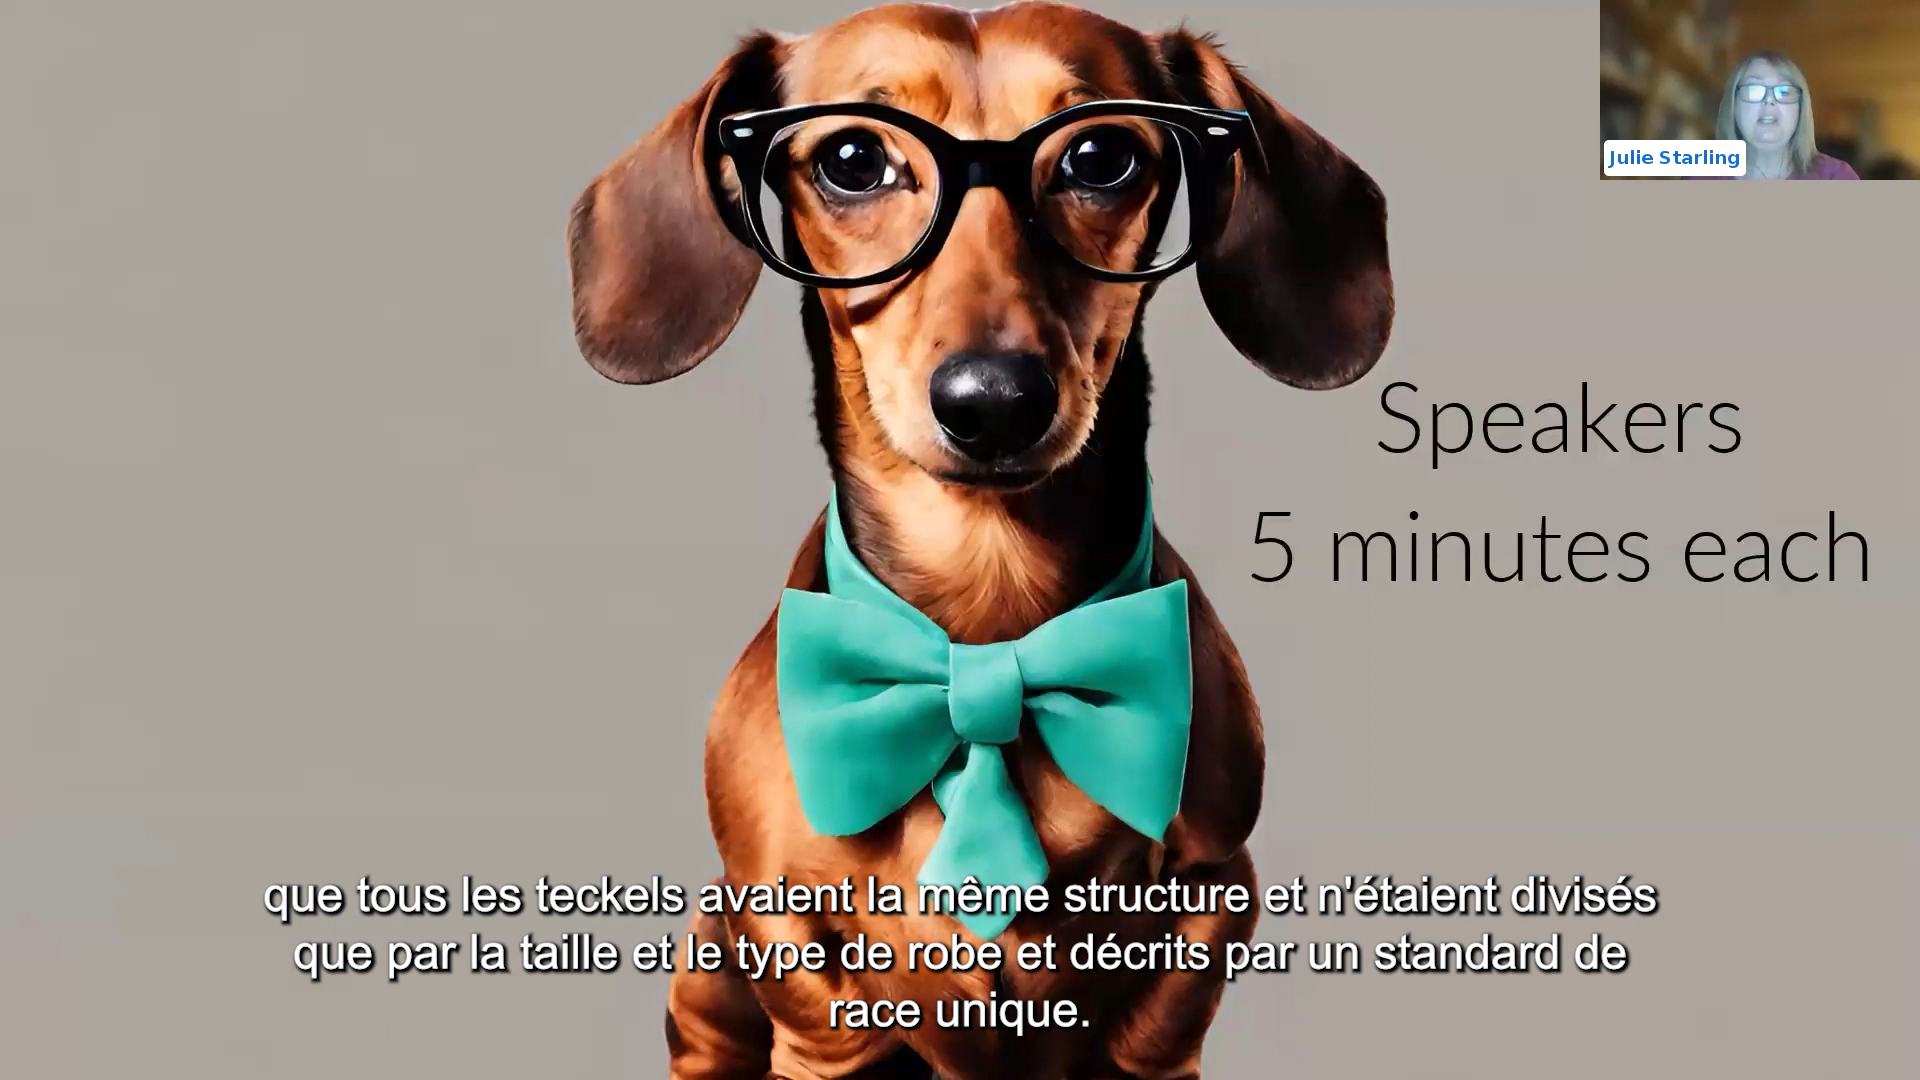 Julie Starling
Speakers
5 minutes each
que tous les teckels avaient la même structure et n'étaient divisés
que par la taille et le type de robe et décrits par un standard de
race unique.